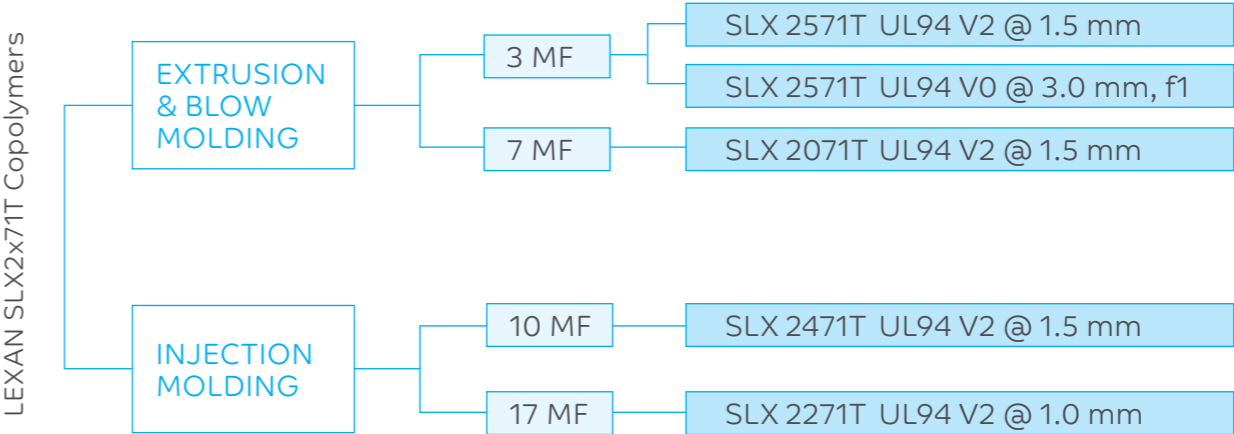 LEXAN SLX2x71T Copolymers
EXTRUSION
& BLOW
MOLDING
3 MF
SLX 2571T UL94 V2 @ 1.5 mm
SLX 2571T UL94 V0 @ 3.0 mm, f1
7 MF
SLX 2071T UL94 V2 @ 1.5 mm
INJECTION
MOLDING
10 MF
SLX 2471T UL94 V2 @ 1.5 mm
17 MF
SLX 2271T UL94 V2 @ 1.0 mm